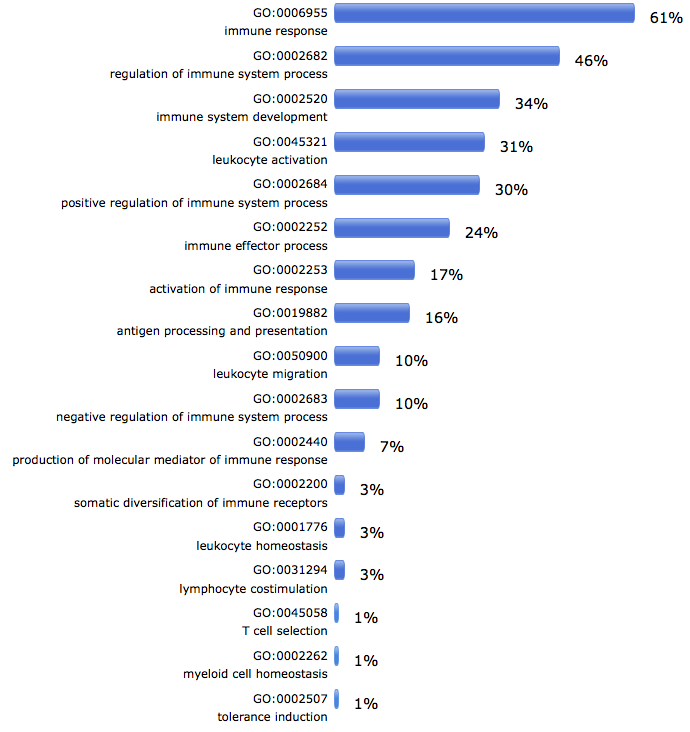 GO:0006955
immune response
61%
GO:0002682
regulation of immune system process
46%
GO:0002520
immune system development
34%
GO:0045321
leukocyte activation
31%
GO:0002684
positive regulation of immune system process
30%
GO:0002252
immune effector process
24%
GO:0002253
activation of immune response
17%
GO:0019882
antigen processing and presentation
16%
GO:0050900
leukocyte migration
10%
GO:0002683
negative regulation of immune system process
10%
GO:0002440
production of molecular mediator of immune response
7%
GO:0002200
somatic diversification of immune receptors
3%
GO:0001776
leukocyte homeostasis
3%
GO:0031294
lymphocyte costimulation
3%
GO:0045058
T cell selection
1%
GO:0002262
myeloid cell homeostasis
1%
GO:0002507
tolerance induction
1%